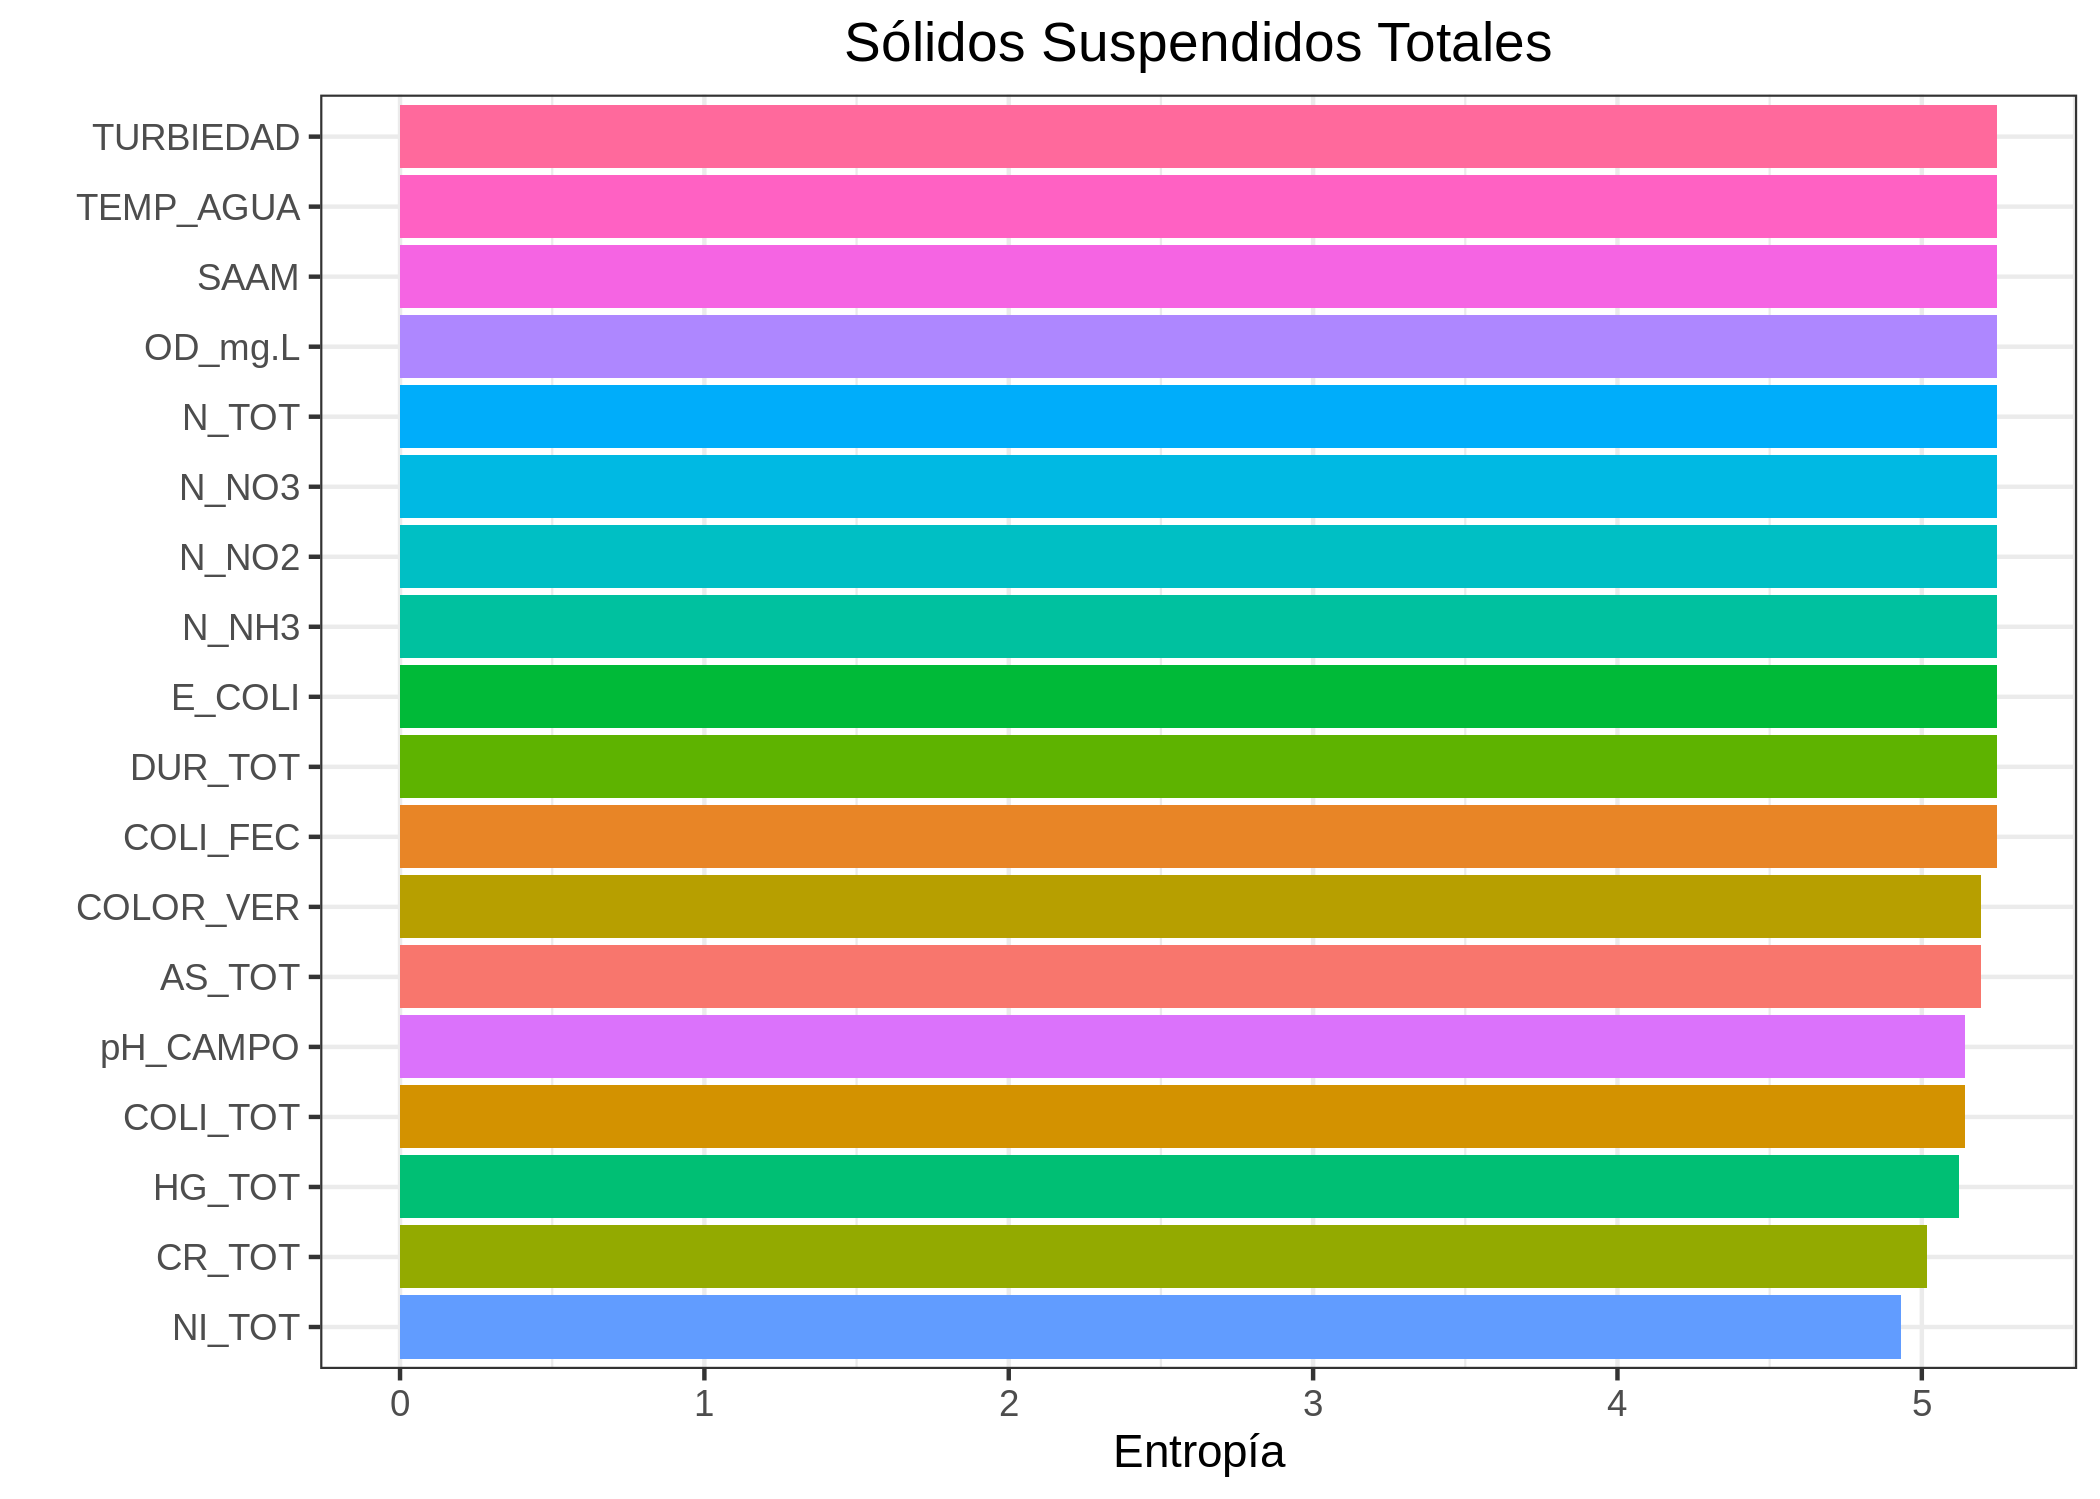 Sólidos Suspendidos Totales
TURBIEDAD
TEMP_AGUA
SAAM
OD_mg.L
N_TOT
N_NO3
N_NO2
N_NH3
E_COLI
DUR_TOT
COLI_FEC
COLOR_VER
AS_TOT
pH_CAMPO
COLI_TOT
HG_TOT
CR_TOT
NI_TOT
0 1 2 3 4 5
Entropía